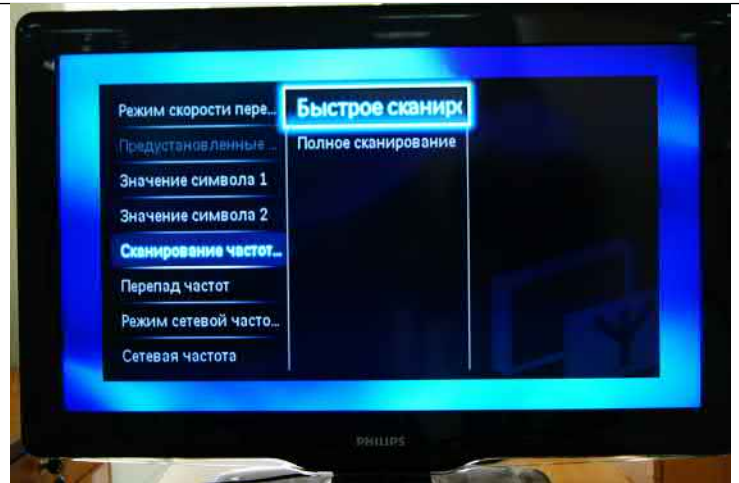 Режим скорости пере...
Предустановленные ...
Значение символа 1
Значение символа 2
Сканирование частот...
Перепад частот
Режим сетевой часто...
Сетевая частота
Быстрое сканир
Полное сканирование
PHILIPS